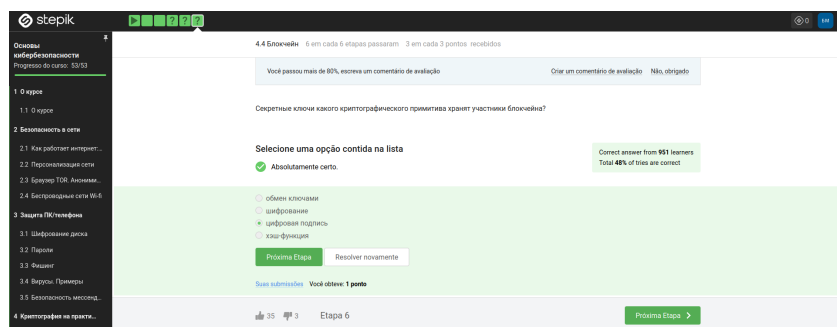 stepik
? ? ?
0
Основы
кибербезопасности
Progresso do curso: 53/53
1 О курсе
1.1 О курсе
2 Безопасность в сети
2.1 Как работает интернет:...
2.2 Персонализация сети
2.3 Браузер TOR. Аноними...
2.4 Беспроводные сети Wi-fi
3 Защита ПК/телефона
3.1 Шифрование диска
3.2 Пароли
3.3 Фишинг
3.4 Вирусы. Примеры
3.5 Безопасность мессенд...
4 Криптография на практи...
4.4 Блокчейн 6 em cada 6 etapas passaram 3 em cada 3 pontos recebidos
Você passou mais de 80%, escreva um comentário de avaliação Criar um comentário de avaliação Não, obrigado
Секретные ключи какого криптографического примитива хранят участники блокчейна?
Selecione uma opção contida na lista
Absolutamente certo.
Correct answer from 951 learners
Total 48% of tries are correct
обмен ключами
шифрование
цифровая подпись
хэш-функция
Próxima Etapa Resolver novamente
Suas submissões Você obteve: 1 ponto
35 3 Etapa 6 Próxima Etapa